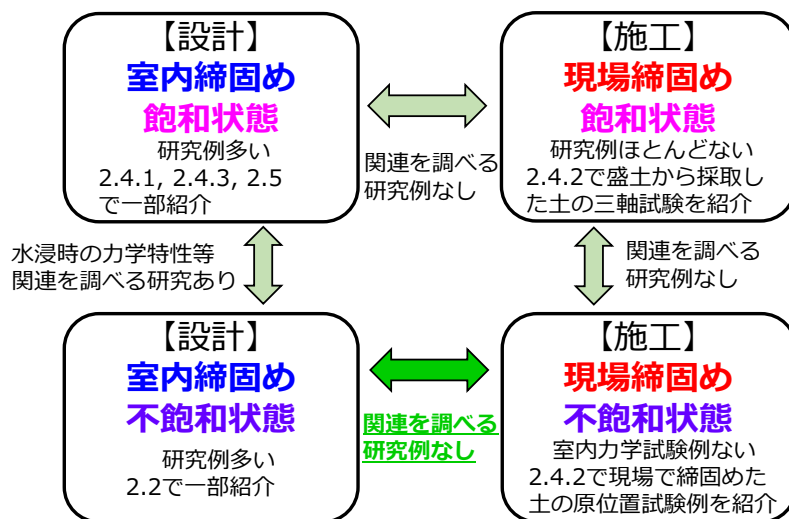 【設計】
室内締固め
飽和状態
研究例多い
2.4.1, 2.4.3, 2.5
で一部紹介
関連を調べる
研究例なし
【施工】
現場締固め
飽和状態
研究例ほとんどない
2.4.2で盛土から採取し
た土の三軸試験を紹介
水浸時の力学特性等
関連を調べる研究あり
関連を調べる
研究例なし
【設計】
室内締固め
不飽和状態
研究例多い
2.2で一部紹介
関連を調べる
研究例なし
【施工】
現場締固め
不飽和状態
室内力学試験例ない
2.4.2で現場で締固めた
土の原位置試験例を紹介